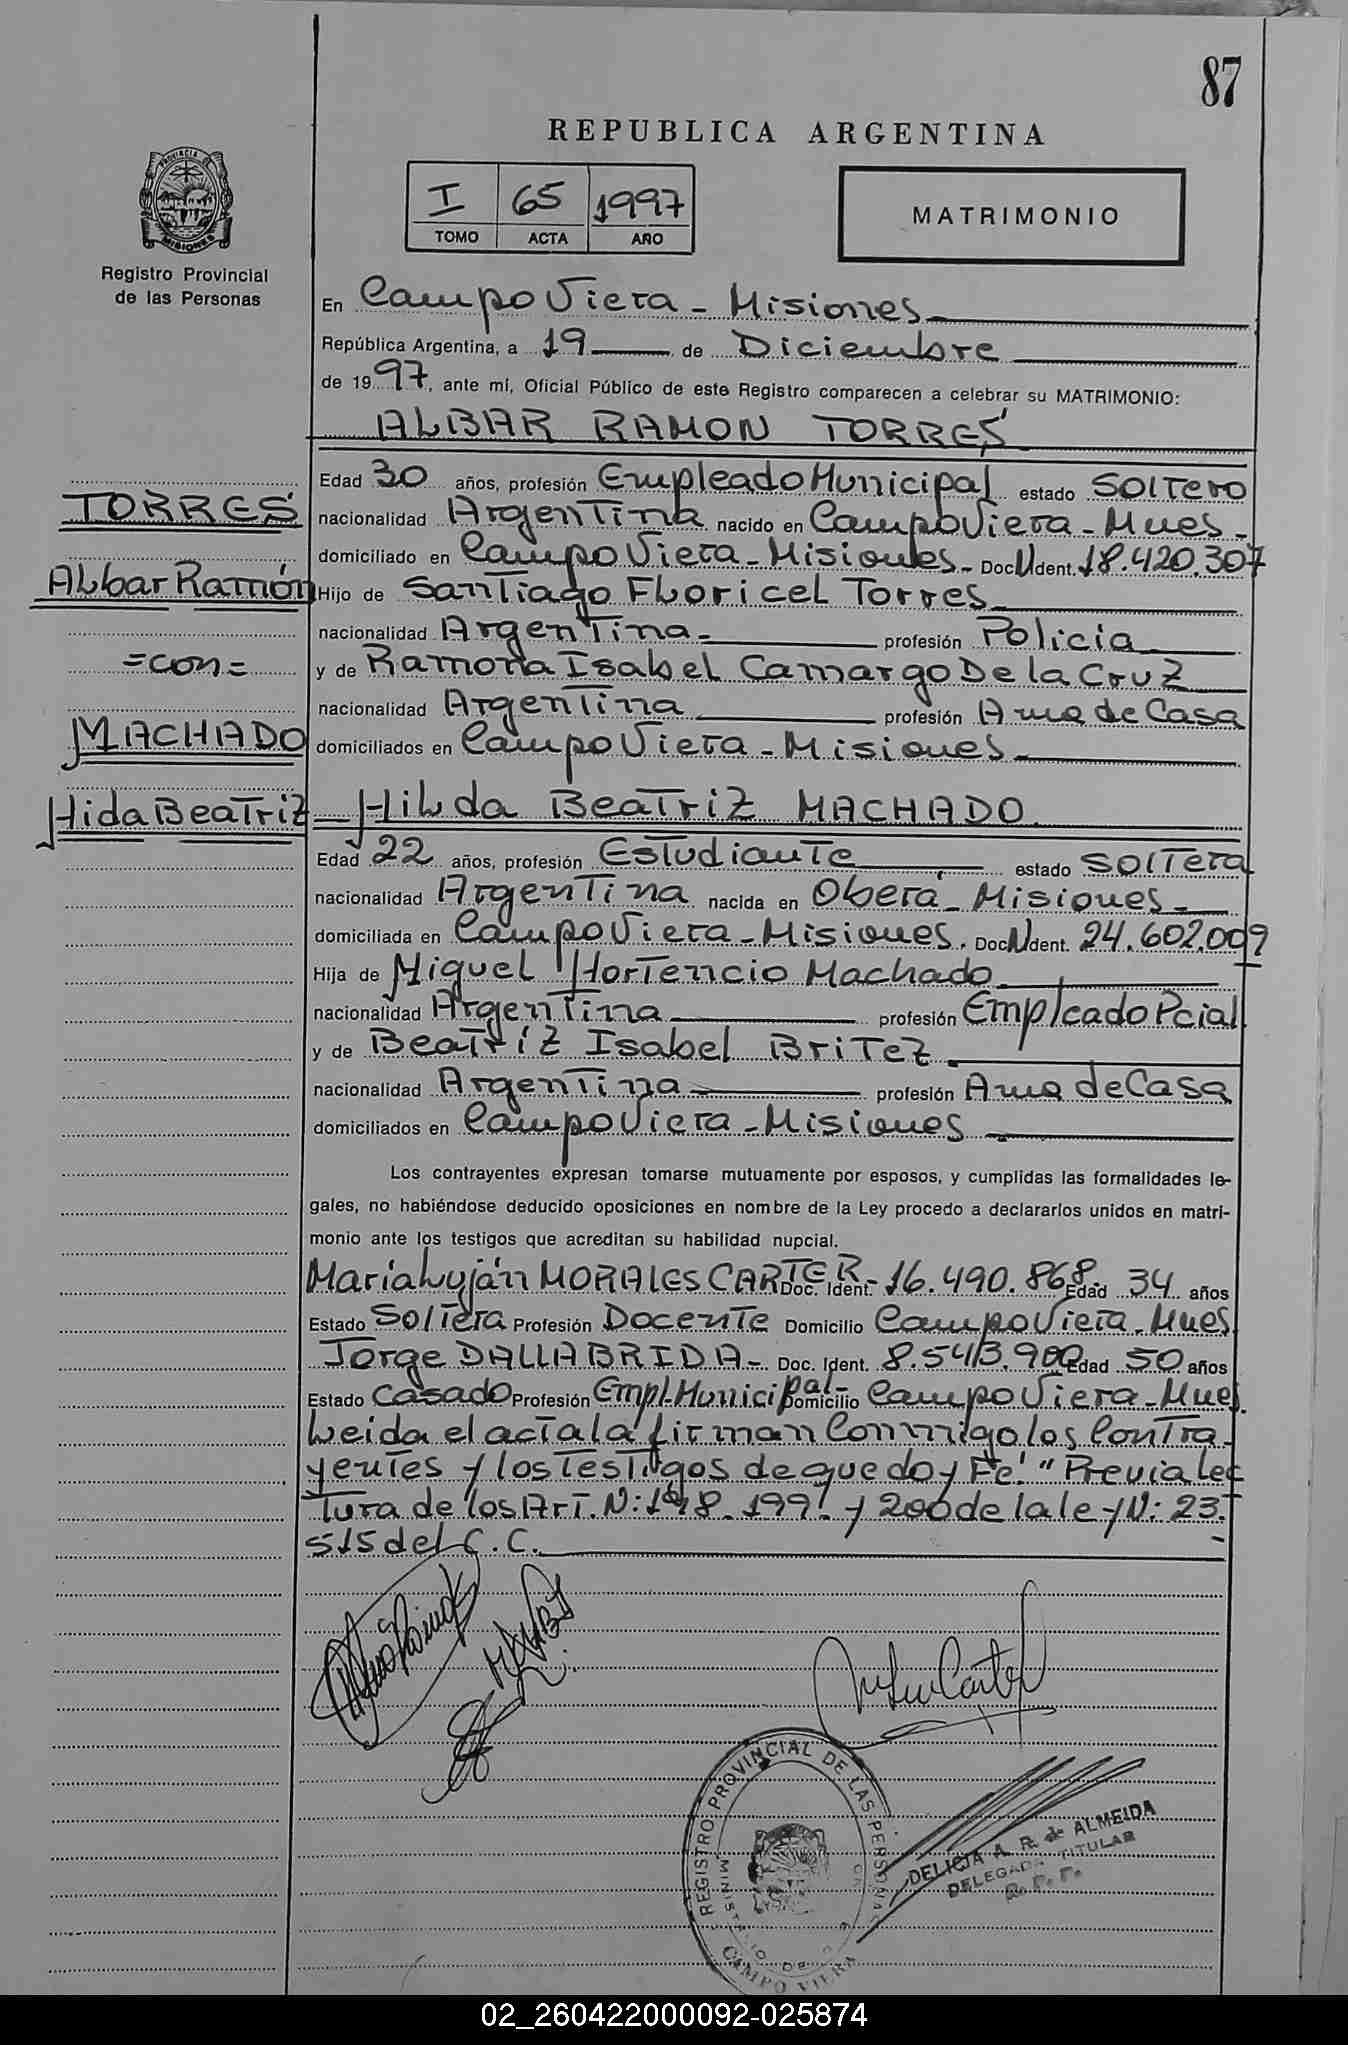 87
REPUBLICA ARGENTINA
PROVINCIA DE
MISIONES
Registro Provincial
de las Personas
I 65 1997
TOMO ACTA AÑO
MATRIMONIO
En Campo Viera - Misiones
República Argentina, a 19 de Diciembre
de 1997, ante mí, Oficial Público de este Registro comparecen a celebrar su MATRIMONIO:
ALBAR RAMON TORRES
Edad 30 años, profesión Empleado Municipal estado Soltero
TORRES
nacionalidad Argentina nacido en Campo Viera - Mnes -
domiciliado en Campo Viera - Misiones - Doc N Ident. 18.420.307
Albar Ramón
Hijo de Santiago Floricel Torres
nacionalidad Argentina - profesión Policía
=con=
y de Ramona Isabel Camargo De la Cruz
nacionalidad Argentina profesión Ama de Casa
MACHADO
domiciliados en Campo Viera - Misiones
Hida Beatriz
Hilda Beatriz MACHADO
Edad 22 años, profesión Estudiante estado Soltera
nacionalidad Argentina nacida en Oberá - Misiones -
domiciliada en Campo Viera - Misiones. Doc N Ident. 24.602.009
Hija de Miguel Hortencio Machado
nacionalidad Argentina profesión Empleado Pcial
y de Beatriz Isabel Britez
nacionalidad Argentina profesión Ama de Casa
domiciliados en Campo Viera - Misiones
Los contrayentes expresan tomarse mutuamente por esposos, y cumplidas las formalidades le-
gales, no habiéndose deducido oposiciones en nombre de la Ley procedo a declararlos unidos en matri-
monio ante los testigos que acreditan su habilidad nupcial.
María Luján MORALES CARTER - Doc. Ident. 16.490.868. Edad 34 años
Estado Soltera Profesión Docente Domicilio Campo Viera - Mnes
Jorge DALLABRIDA - Doc. Ident. 8.543.900 Edad 50 años
Estado Casado Profesión Empl. Municipal - Domicilio Campo Viera - Mnes.
Leida el acta la firman conmigo los Contra
yentes y los Testigos de que doy Fe! "Previa lec
tura de los Art. N: 198. 199. y 200 de la ley N: 23.
515 del C. C.
REGISTRO PROVINCIAL DE LAS PERSONAS
MINISTERIO DE
CAMPO VIERA
DELICIA A. R. de ALMEIDA
DELEGADA TITULAR
R. P. P.
02_260422000092-025874